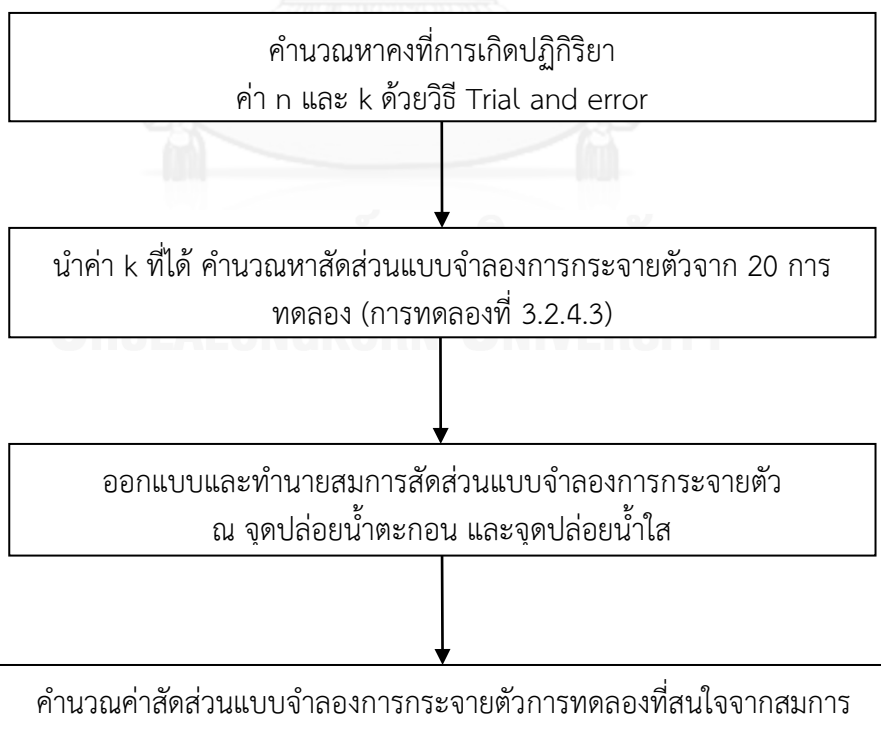 คำนวณหาคงที่การเกิดปฏิกิริยา
ค่า n และ k ด้วยวิธี Trial and error
นำค่า k ที่ได้ คำนวณหาสัดส่วนแบบจำลองการกระจายตัวจาก 20 การ
ทดลอง (การทดลองที่ 3.2.4.3)
ออกแบบและทำนายสมการสัดส่วนแบบจำลองการกระจายตัว
ณ จุดปล่อยน้ำตะกอน และจุดปล่อยน้ำใส
คำนวณค่าสัดส่วนแบบจำลองการกระจายตัวการทดลองที่สนใจจากสมการ